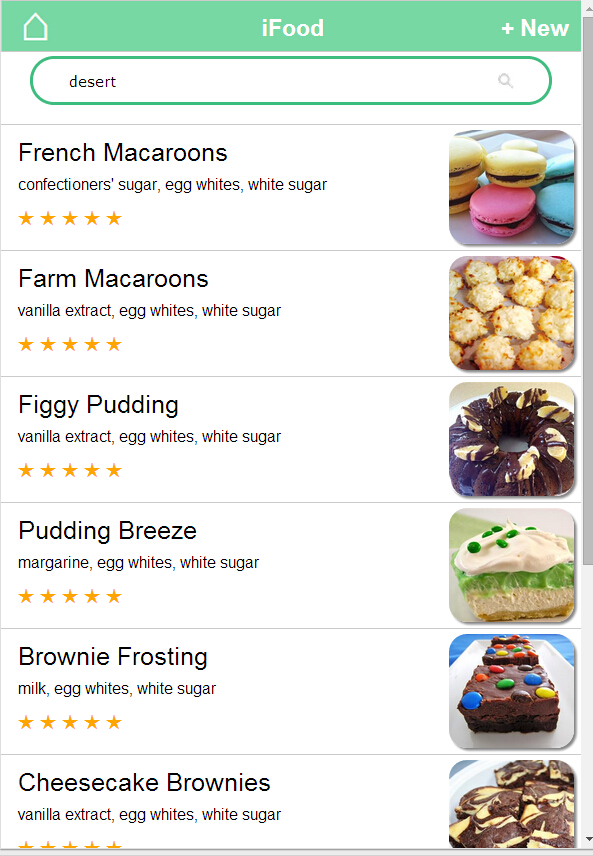 iFood
+ New
desert
French Macaroons
confectioners' sugar, egg whites, white sugar
★ ★ ★ ★ ★
Farm Macaroons
vanilla extract, egg whites, white sugar
★ ★ ★ ★ ★
Figgy Pudding
vanilla extract, egg whites, white sugar
★ ★ ★ ★ ★
Pudding Breeze
margarine, egg whites, white sugar
★ ★ ★ ★ ★
Brownie Frosting
milk, egg whites, white sugar
★ ★ ★ ★ ★
Cheesecake Brownies
vanilla extract, egg whites, white sugar
★ ★ ★ ★ ★